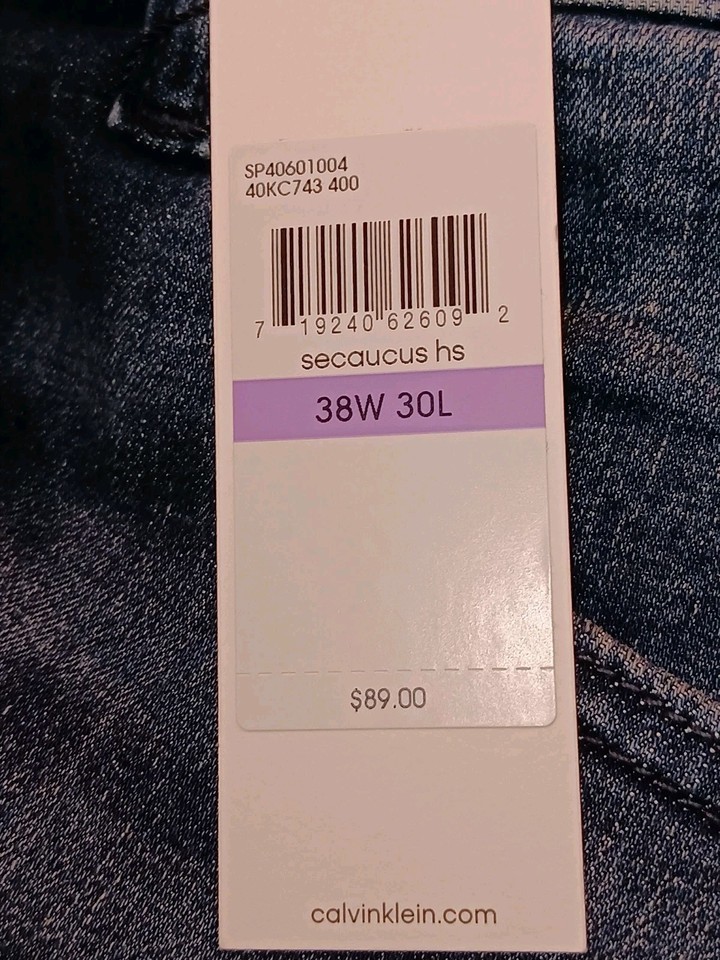 SP40601004
40KC743 400
7 19240 62609 2
secaucus hs
38W 30L
$89.00
calvinklein.com